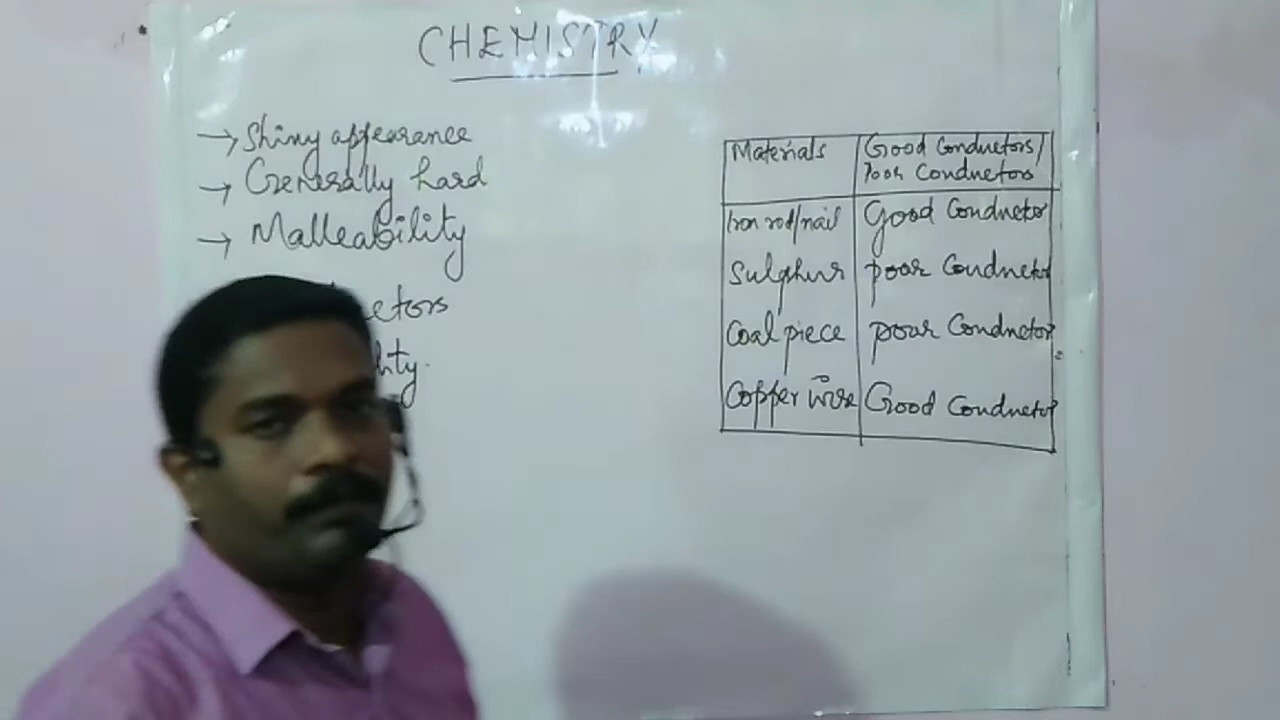 CHEMISTRY
→ Shiny appearance
→ Generally hard
→ Malleability
Materials | Good Conductors/
Poor Conductors
Iron rod/nail | Good Conductor
Sulphur | poor Conductor
Coal piece | poor Conductor
Copper wire | Good Conductor